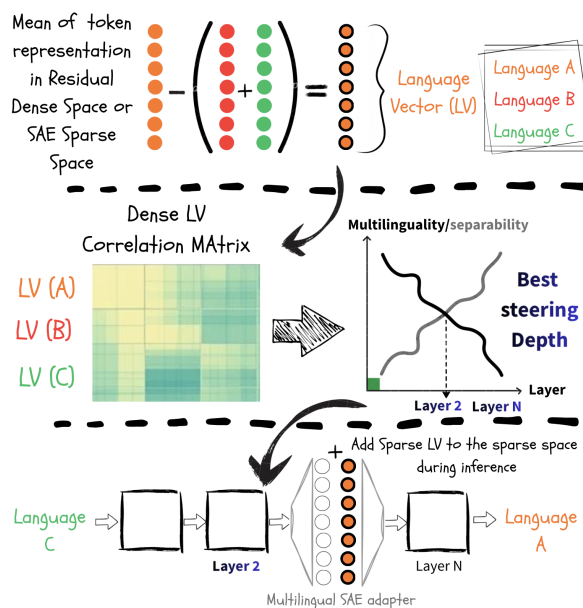 Mean of token
representation
in Residual
Dense Space or
SAE Sparse
Space
-
+
=
Language
Vector (LV)
Language A
Language B
Language C
Dense LV
Correlation MAtrix
LV (A)
LV (B)
LV (C)
Multilinguality/separability
Best
steering
Depth
Layer
Layer 2
Layer N
+
Add Sparse LV to the sparse space
during inference
Language
C
Layer 2
Multilingual SAE adapter
Layer N
Language
A